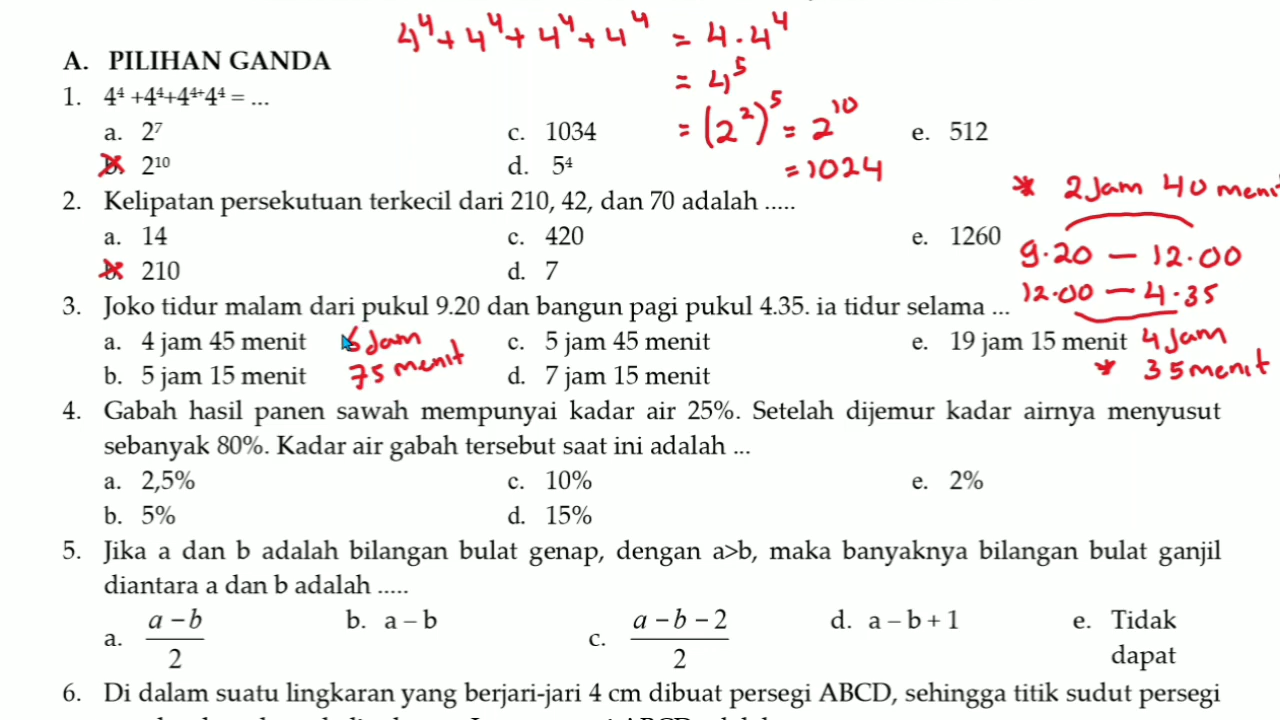 4⁴ + 4⁴ + 4⁴ + 4⁴ = 4 . 4⁴
= 4⁵
= (2²)⁵ = 2¹⁰
= 1024
A. PILIHAN GANDA
1. 4⁴ +4⁴+4⁴⁺4⁴ = ...
a. 2⁷ c. 1034 e. 512
b. 2¹⁰ d. 5⁴
2. Kelipatan persekutuan terkecil dari 210, 42, dan 70 adalah .....
a. 14 c. 420 e. 1260
b. 210 d. 7
* 2 Jam 40 menit
9.20 — 12.00
12.00 — 4.35
4 Jam
* 35 menit
3. Joko tidur malam dari pukul 9.20 dan bangun pagi pukul 4.35. ia tidur selama ...
a. 4 jam 45 menit c. 5 jam 45 menit e. 19 jam 15 menit
b. 5 jam 15 menit d. 7 jam 15 menit
6 Jam
75 menit
4. Gabah hasil panen sawah mempunyai kadar air 25%. Setelah dijemur kadar airnya menyusut
sebanyak 80%. Kadar air gabah tersebut saat ini adalah ...
a. 2,5% c. 10% e. 2%
b. 5% d. 15%
5. Jika a dan b adalah bilangan bulat genap, dengan a>b, maka banyaknya bilangan bulat ganjil
diantara a dan b adalah .....
a. (a – b)/2 b. a – b c. (a – b – 2)/2 d. a – b + 1 e. Tidak
dapat
6. Di dalam suatu lingkaran yang berjari-jari 4 cm dibuat persegi ABCD, sehingga titik sudut persegi